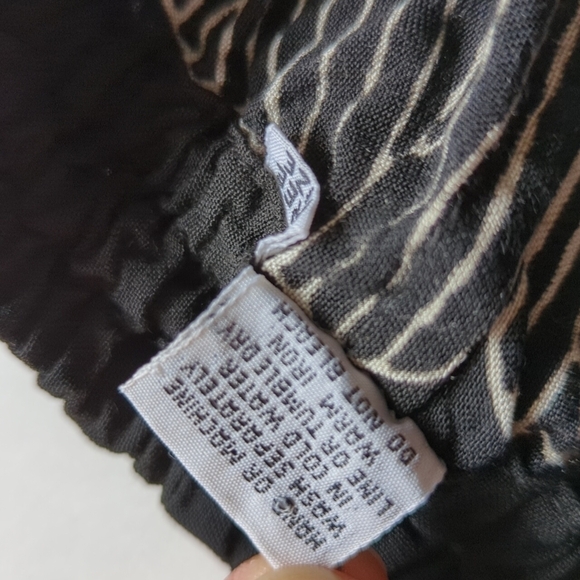 HAND OR MACHINE
WASH SEPARATELY
IN COLD WATER
LINE OR TUMBLE DRY
WARM IRON
DO NOT BLEACH